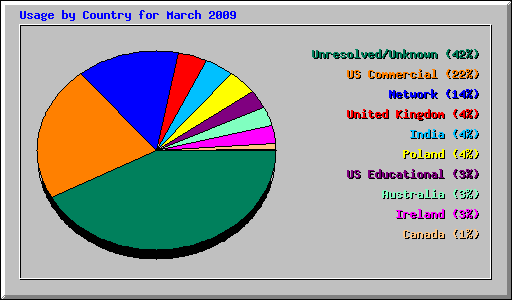 Usage by Country for March 2009
Unresolved/Unknown (42%)
US Commercial (22%)
Network (14%)
United Kingdom (4%)
India (4%)
Poland (4%)
US Educational (3%)
Australia (3%)
Ireland (3%)
Canada (1%)